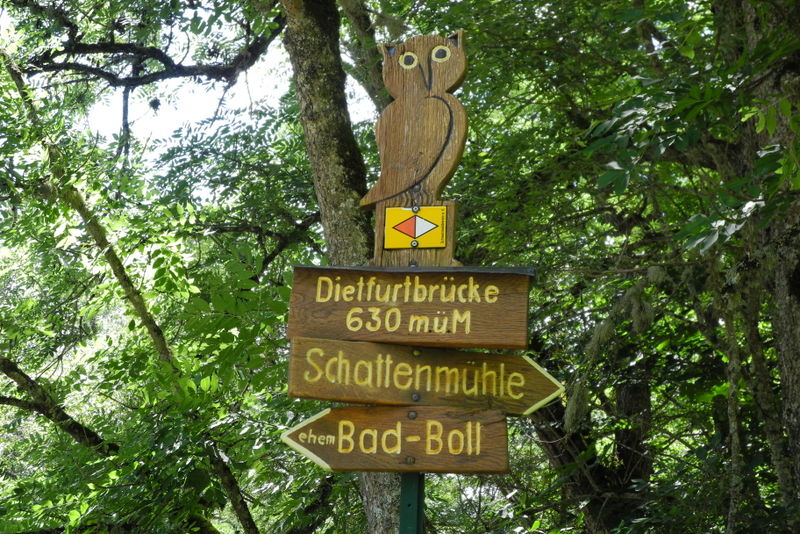 Dietfurtbrücke
630 müM
Schattenmühle
ehem Bad-Boll